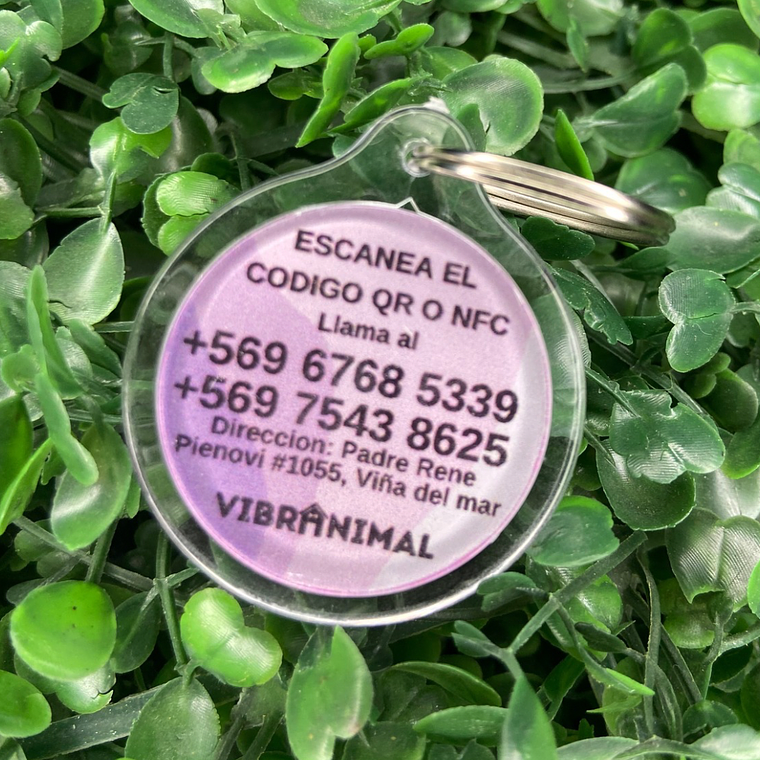 ESCANEA EL
CODIGO QR O NFC
Llama al
+569 6768 5339
+569 7543 8625
Direccion: Padre Rene
Pienovi #1055, Viña del mar
VIBRANIMAL